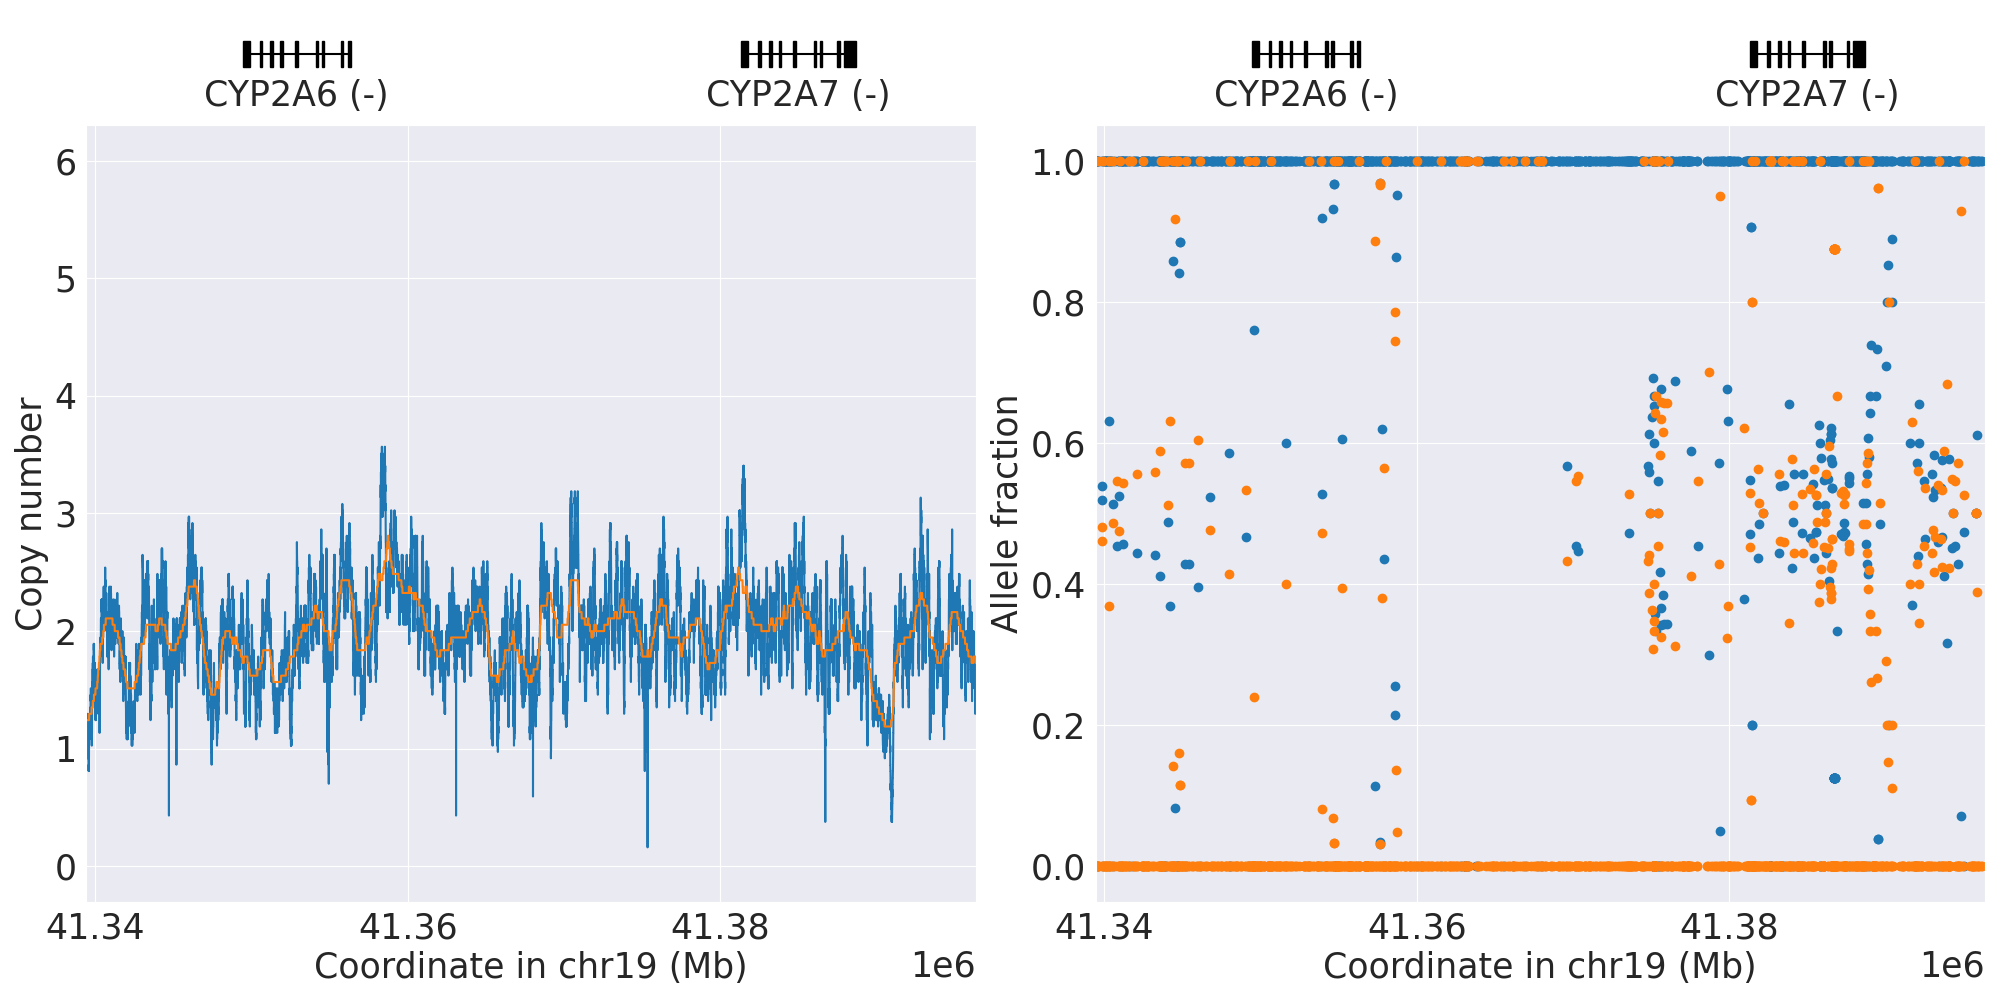 CYP2A6 (-)
CYP2A7 (-)
Copy number
6
5
4
3
2
1
0
41.34
41.36
41.38
Coordinate in chr19 (Mb)
1e6
CYP2A6 (-)
CYP2A7 (-)
Allele fraction
1.0
0.8
0.6
0.4
0.2
0.0
41.34
41.36
41.38
Coordinate in chr19 (Mb)
1e6